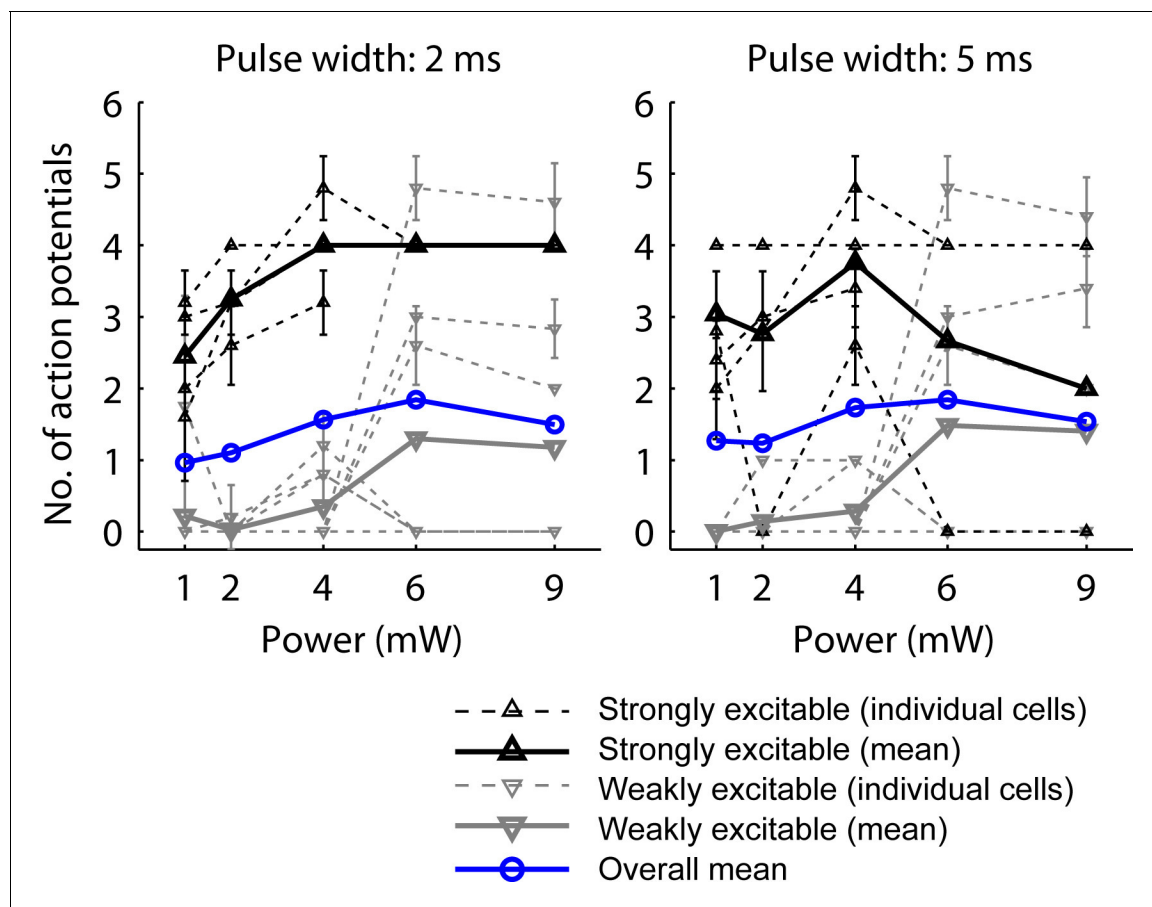 Pulse width: 2 ms
Pulse width: 5 ms
No. of action potentials
6
5
4
3
2
1
0
6
5
4
3
2
1
0
1 2 4 6 9
1 2 4 6 9
Power (mW)
Power (mW)
Strongly excitable (individual cells)
Strongly excitable (mean)
Weakly excitable (individual cells)
Weakly excitable (mean)
Overall mean